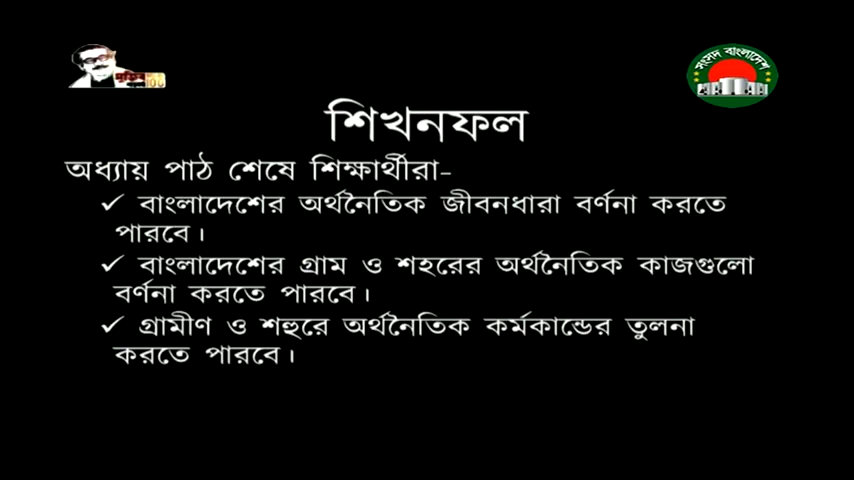 সংসদ বাংলাদেশ
শিখনফল
অধ্যায় পাঠ শেষে শিক্ষার্থীরা-
✓ বাংলাদেশের অর্থনৈতিক জীবনধারা বর্ণনা করতে
পারবে।
✓ বাংলাদেশের গ্রাম ও শহরের অর্থনৈতিক কাজগুলো
বর্ণনা করতে পারবে।
✓ গ্রামীণ ও শহুরে অর্থনৈতিক কর্মকান্ডের তুলনা
করতে পারবে।